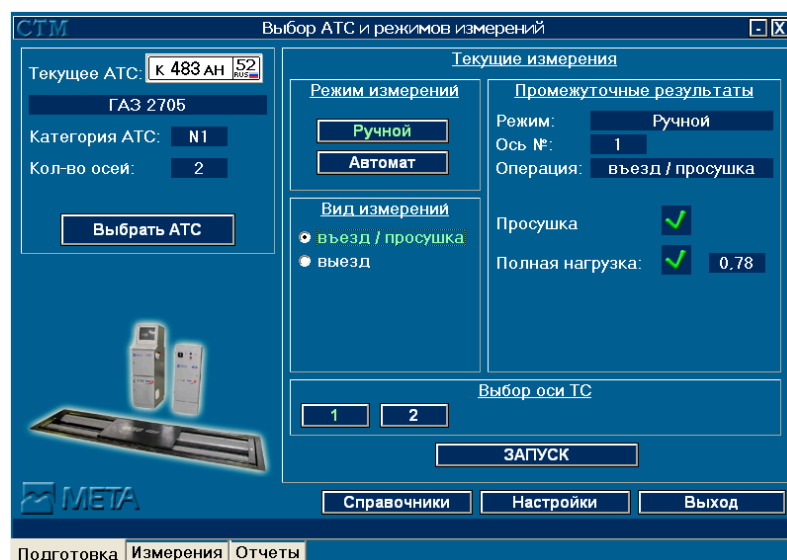 СТМ Выбор АТС и режимов измерений
Текущее АТС: К 483 АН 52 RUS
ГАЗ 2705
Категория АТС: N1
Кол-во осей: 2
Выбрать АТС
МЕТА
Текущие измерения
Режим измерений
Ручной
Автомат
Вид измерений
въезд / просушка
выезд
Промежуточные результаты
Режим: Ручной
Ось №: 1
Операция: въезд / просушка
Просушка
Полная нагрузка: 0,78
Выбор оси ТС
1 2
ЗАПУСК
Справочники Настройки Выход
Подготовка Измерения Отчеты